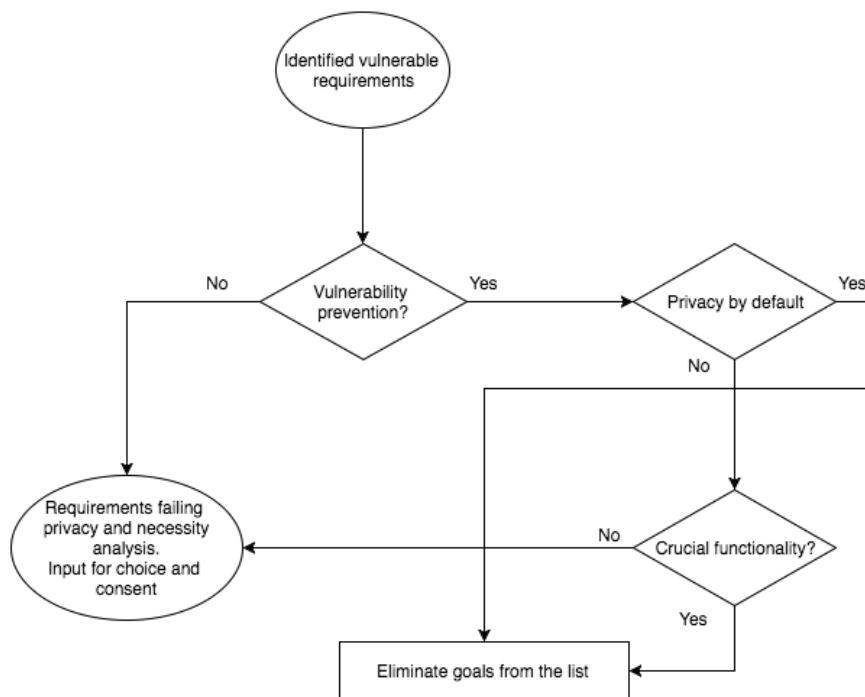 Identified vulnerable
requirements
No
Vulnerability
prevention?
Yes
Privacy by default
Yes
No
Requirements failing
privacy and necessity
analysis.
Input for choice and
consent
No
Crucial functionality?
Yes
Eliminate goals from the list